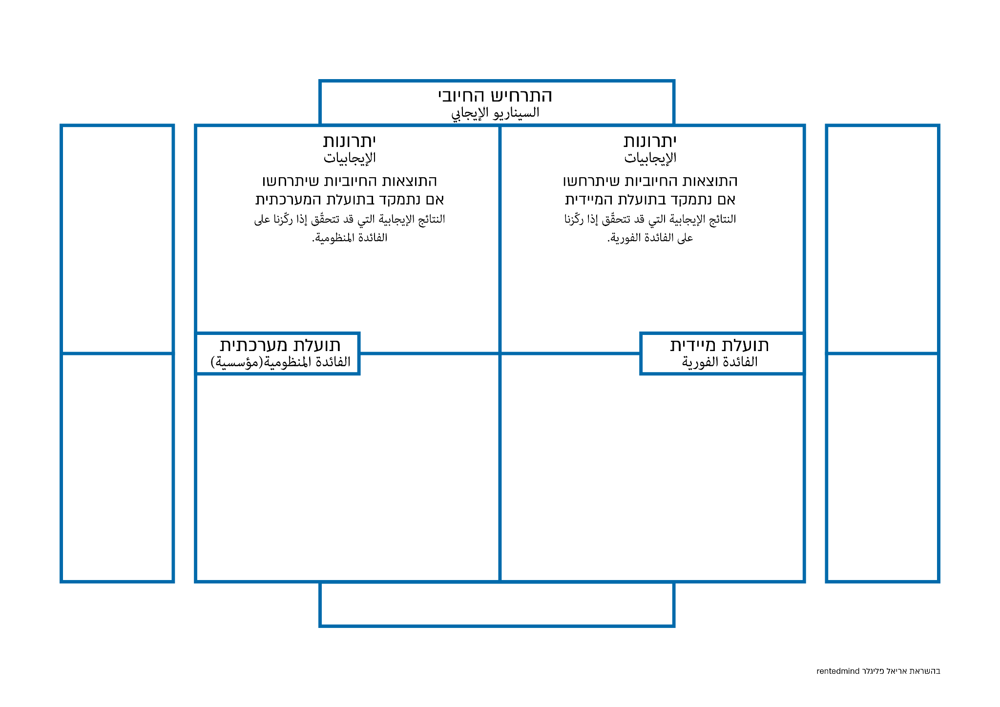 התרחיש החיובי
السيناريو الإيجابي
יתרונות
الإيجابيات
התוצאות החיוביות שיתרחשו
אם נתמקד בתועלת המיידית
النتائج الإيجابية التي قد تتحقّق إذا ركّزنا
على الفائدة الفورية.
יתרונות
الإيجابيات
התוצאות החיוביות שיתרחשו
אם נתמקד בתועלת המערכתית
النتائج الإيجابية التي قد تتحقّق إذا ركّزنا على
الفائدة المنظومية.
תועלת מיידית
الفائدة الفورية
תועלת מערכתית
الفائدة المنظومية(مؤسسية)
בהשראת אריאל פליגלר rentedmind